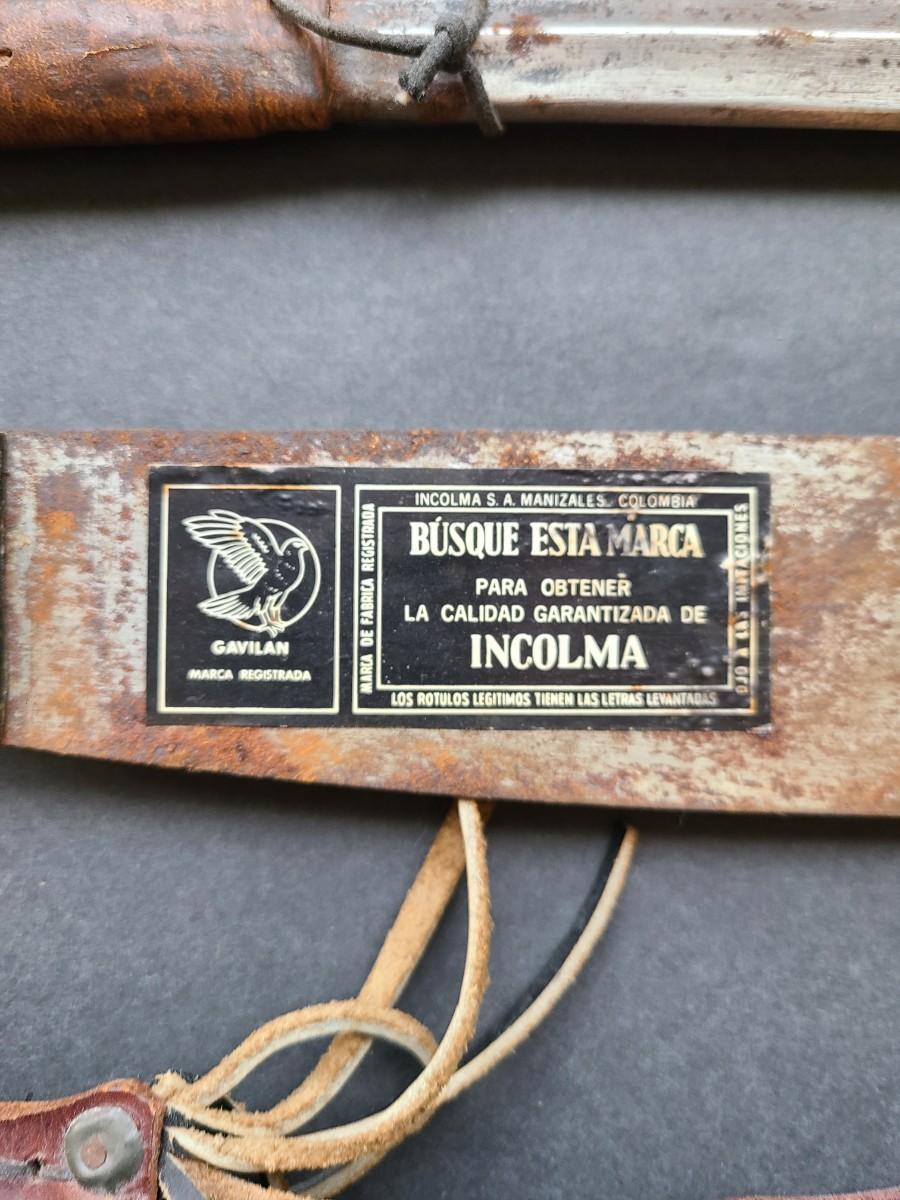 GAVILAN
MARCA REGISTRADA
MARCA DE FABRICA REGISTRADA
INCOLMA S. A. MANIZALES. COLOMBIA
BÚSQUE ESTA MARCA
PARA OBTENER
LA CALIDAD GARANTIZADA DE
INCOLMA
LOS ROTULOS LEGITIMOS TIENEN LAS LETRAS LEVANTADAS
OJO A LAS IMITACIONES